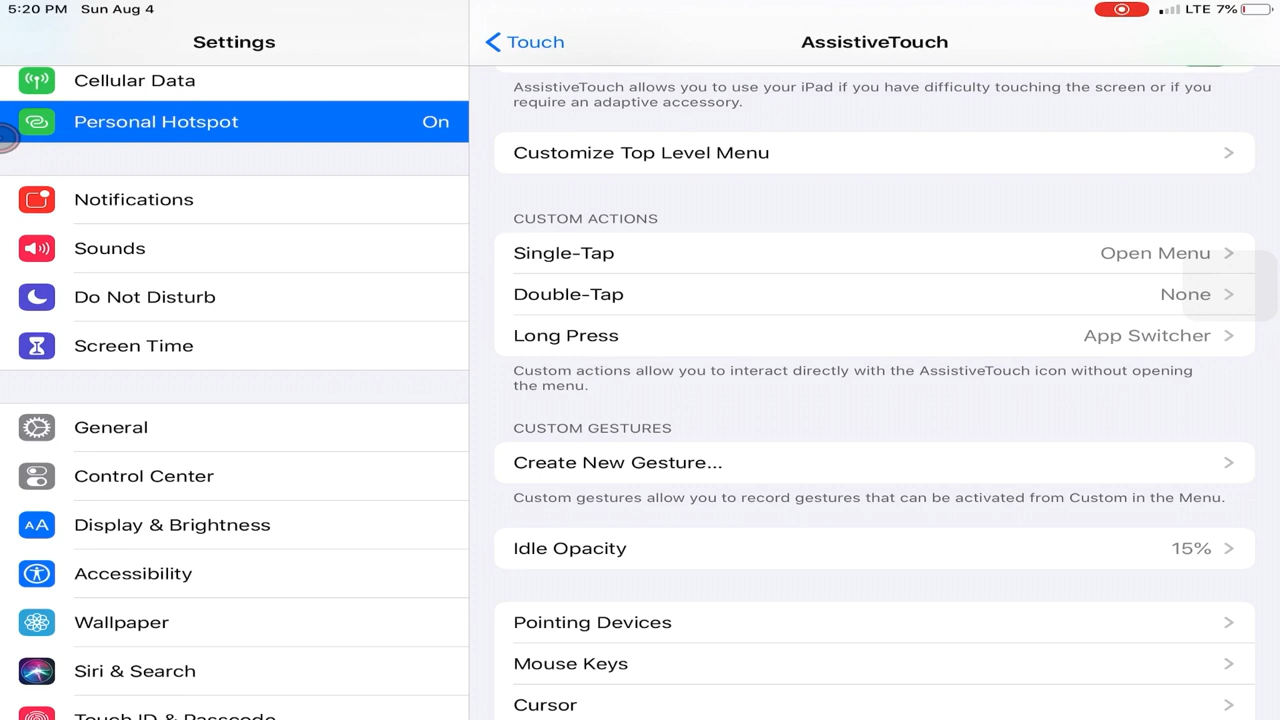 5:20 PM Sun Aug 4
LTE 7%
Settings
Cellular Data
Personal Hotspot On
Notifications
Sounds
Do Not Disturb
Screen Time
General
Control Center
Display & Brightness
Accessibility
Wallpaper
Siri & Search
Touch ID & Passcode
Touch
AssistiveTouch
AssistiveTouch allows you to use your iPad if you have difficulty touching the screen or if you
require an adaptive accessory.
Customize Top Level Menu
CUSTOM ACTIONS
Single-Tap Open Menu
Double-Tap None
Long Press App Switcher
Custom actions allow you to interact directly with the AssistiveTouch icon without opening
the menu.
CUSTOM GESTURES
Create New Gesture...
Custom gestures allow you to record gestures that can be activated from Custom in the Menu.
Idle Opacity 15%
Pointing Devices
Mouse Keys
Cursor